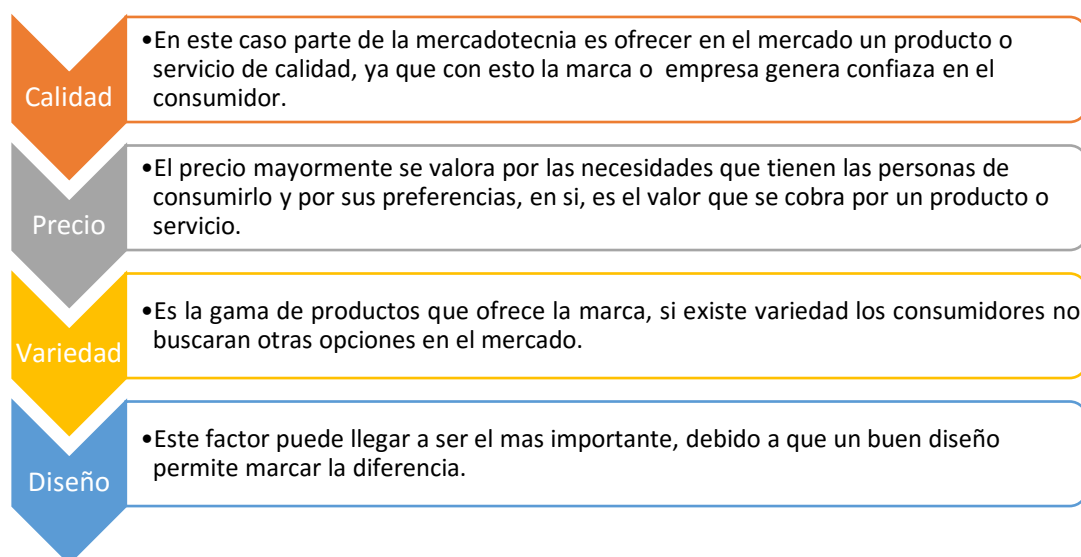 Calidad
•En este caso parte de la mercadotecnia es ofrecer en el mercado un producto o
servicio de calidad, ya que con esto la marca o  empresa genera confiaza en el
consumidor.
Precio
•El precio mayormente se valora por las necesidades que tienen las personas de
consumirlo y por sus preferencias, en si, es el valor que se cobra por un producto o
servicio.
Variedad
•Es la gama de productos que ofrece la marca, si existe variedad los consumidores no
buscaran otras opciones en el mercado.
Diseño
•Este factor puede llegar a ser el mas importante, debido a que un buen diseño
permite marcar la diferencia.